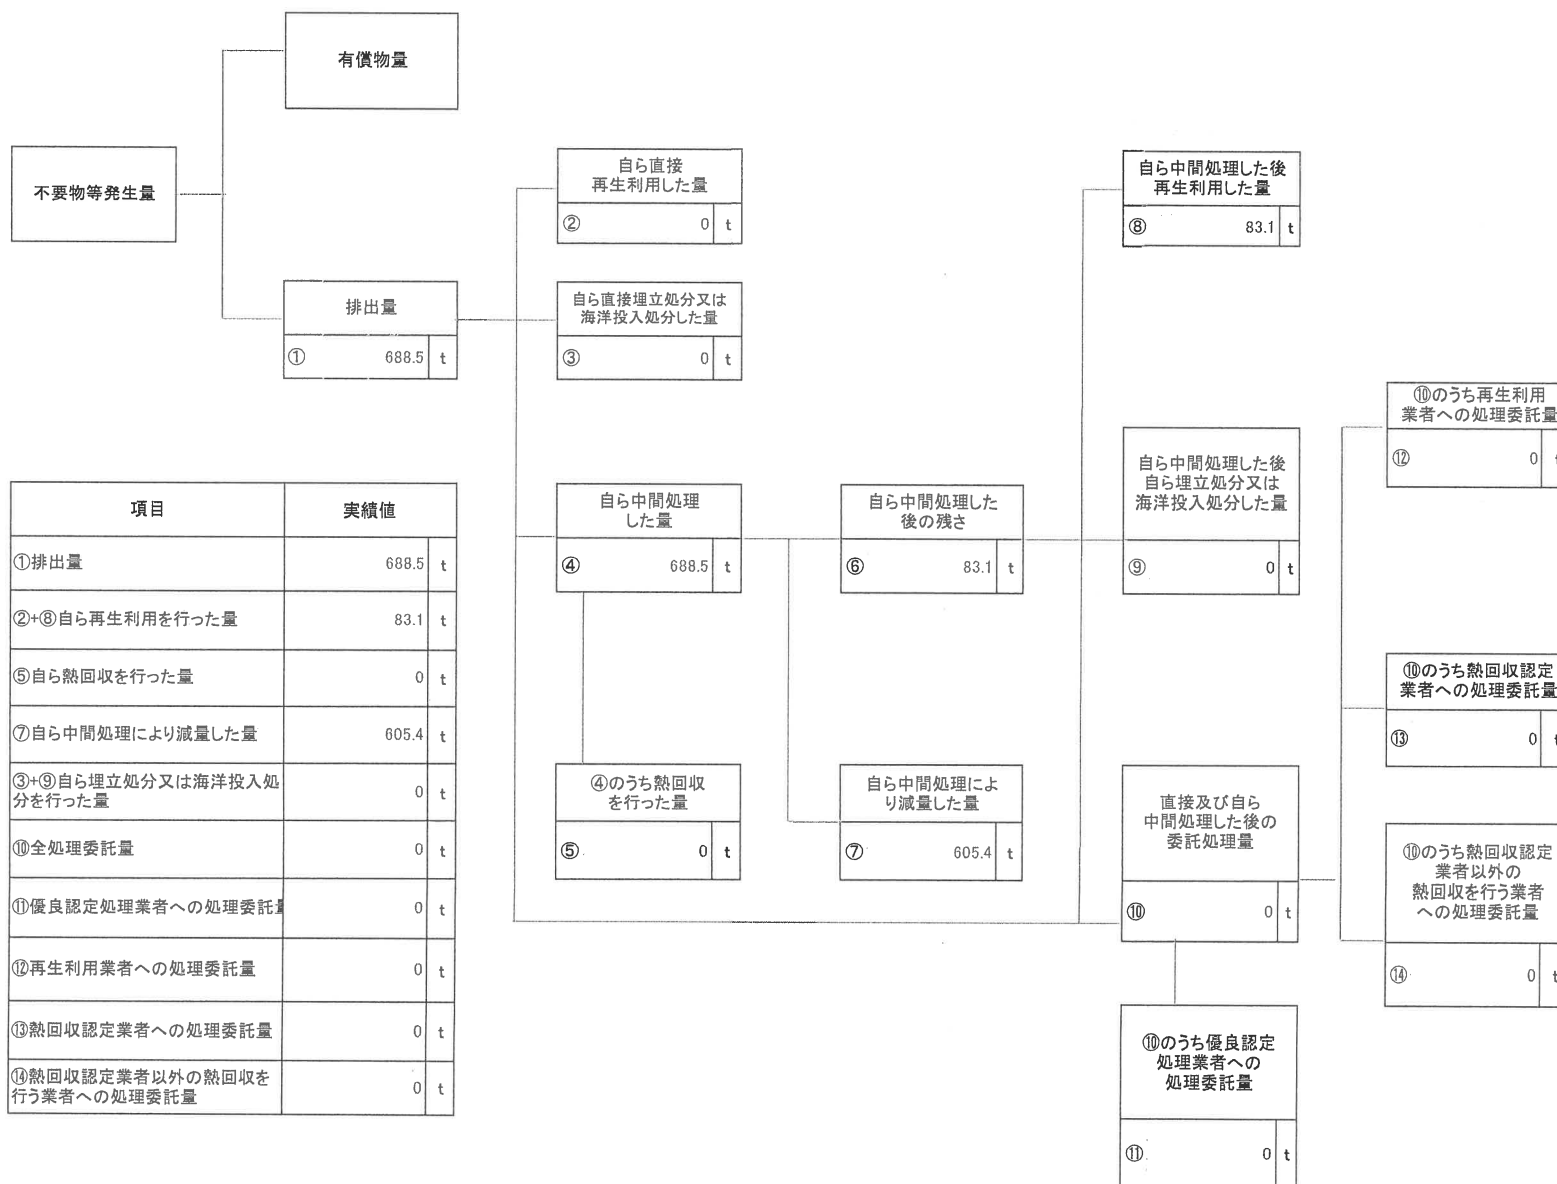 有償物量
不要物等発生量
排出量
① 688.5 t
自ら直接
再生利用した量
② 0 t
自ら直接埋立処分又は
海洋投入処分した量
③ 0 t
自ら中間処理
した量
④ 688.5 t
④のうち熱回収
を行った量
⑤ 0 t
自ら中間処理した
後の残さ
⑥ 83.1 t
自ら中間処理によ
り減量した量
⑦ 605.4 t
自ら中間処理した後
再生利用した量
⑧ 83.1 t
自ら中間処理した後
自ら埋立処分又は
海洋投入処分した量
⑨ 0 t
直接及び自ら
中間処理した後の
委託処理量
⑩ 0 t
⑩のうち優良認定
処理業者への
処理委託量
⑪ 0 t
⑩のうち再生利用
業者への処理委託量
⑫ 0 t
⑩のうち熱回収認定
業者への処理委託量
⑬ 0 t
⑩のうち熱回収認定
業者以外の
熱回収を行う業者
への処理委託量
⑭ 0 t
項目 実績値
①排出量 688.5 t
②+⑧自ら再生利用を行った量 83.1 t
⑤自ら熱回収を行った量 0 t
⑦自ら中間処理により減量した量 605.4 t
③+⑨自ら埋立処分又は海洋投入処
分を行った量 0 t
⑩全処理委託量 0 t
⑪優良認定処理業者への処理委託量 0 t
⑫再生利用業者への処理委託量 0 t
⑬熱回収認定業者への処理委託量 0 t
⑭熱回収認定業者以外の熱回収を
行う業者への処理委託量 0 t